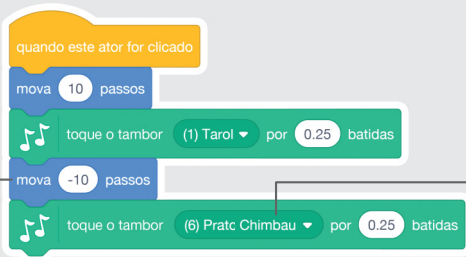 quando este ator for clicado
mova 10 passos
toque o tambor (1) Tarol por 0.25 batidas
mova -10 passos
toque o tambor (6) Pratc Chimbau por 0.25 batidas